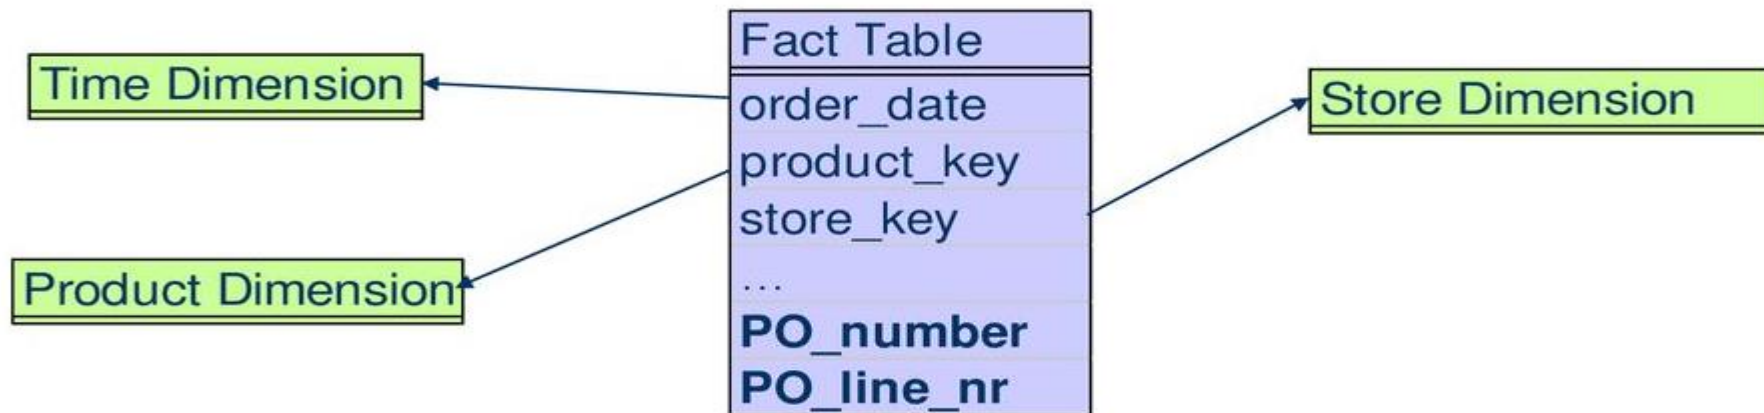 Fact Table
Time Dimension
order_date
Store Dimension
product_key
store_key
Product Dimension
...
PO_number
PO_line_nr